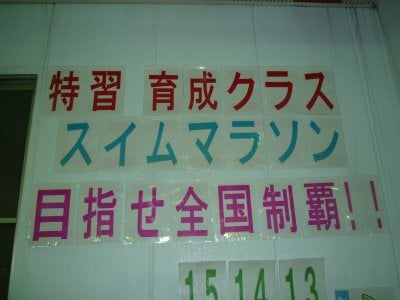 特習 育成クラス
スイムマラソン
目指せ全国制覇!!
15 14 13